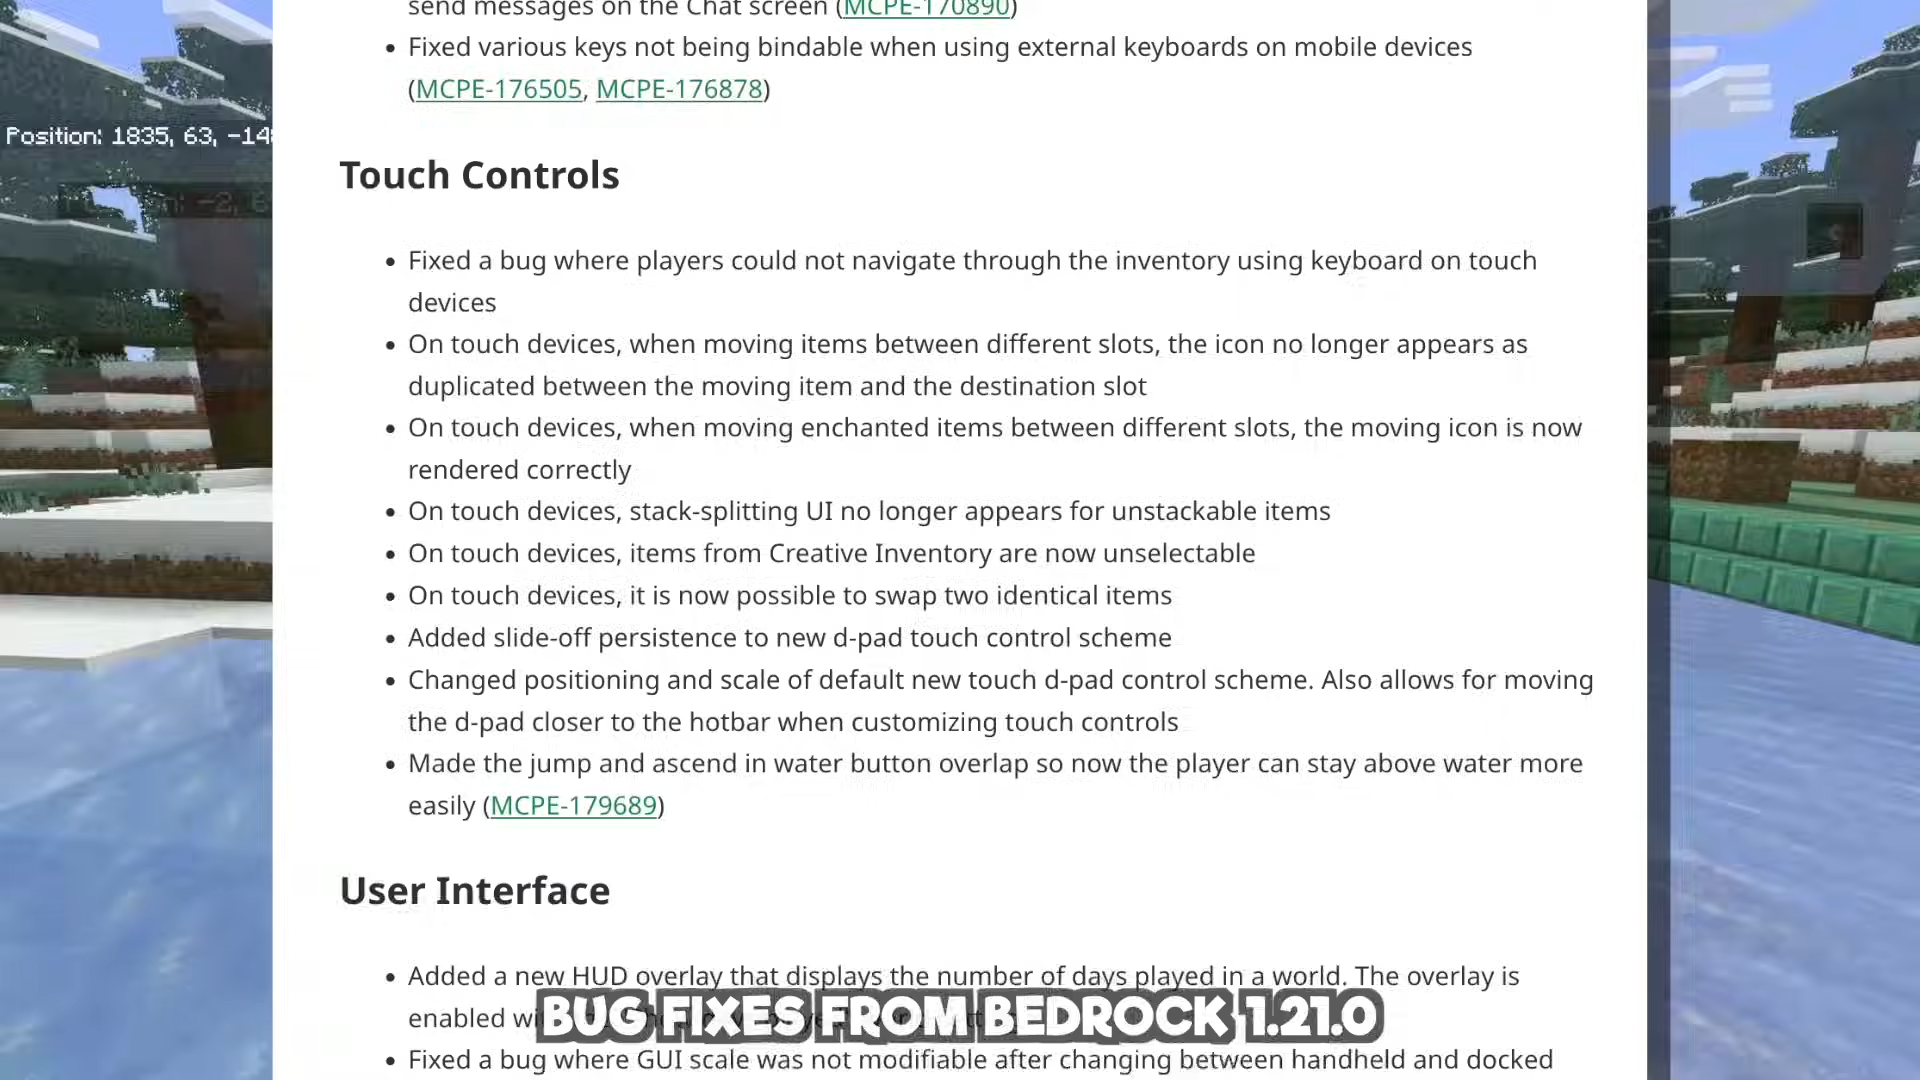 send messages on the Chat screen (MCPE-170890)
• Fixed various keys not being bindable when using external keyboards on mobile devices
(MCPE-176505, MCPE-176878)
Position: 1835, 63, -14
Touch Controls
• Fixed a bug where players could not navigate through the inventory using keyboard on touch
devices
• On touch devices, when moving items between different slots, the icon no longer appears as
duplicated between the moving item and the destination slot
• On touch devices, when moving enchanted items between different slots, the moving icon is now
rendered correctly
• On touch devices, stack-splitting UI no longer appears for unstackable items
• On touch devices, items from Creative Inventory are now unselectable
• On touch devices, it is now possible to swap two identical items
• Added slide-off persistence to new d-pad touch control scheme
• Changed positioning and scale of default new touch d-pad control scheme. Also allows for moving
the d-pad closer to the hotbar when customizing touch controls
• Made the jump and ascend in water button overlap so now the player can stay above water more
easily (MCPE-179689)
User Interface
• Added a new HUD overlay that displays the number of days played in a world. The overlay is
enabled
BUG FIXES FROM BEDROCK 1.21.0
• Fixed a bug where GUI scale was not modifiable after changing between handheld and docked